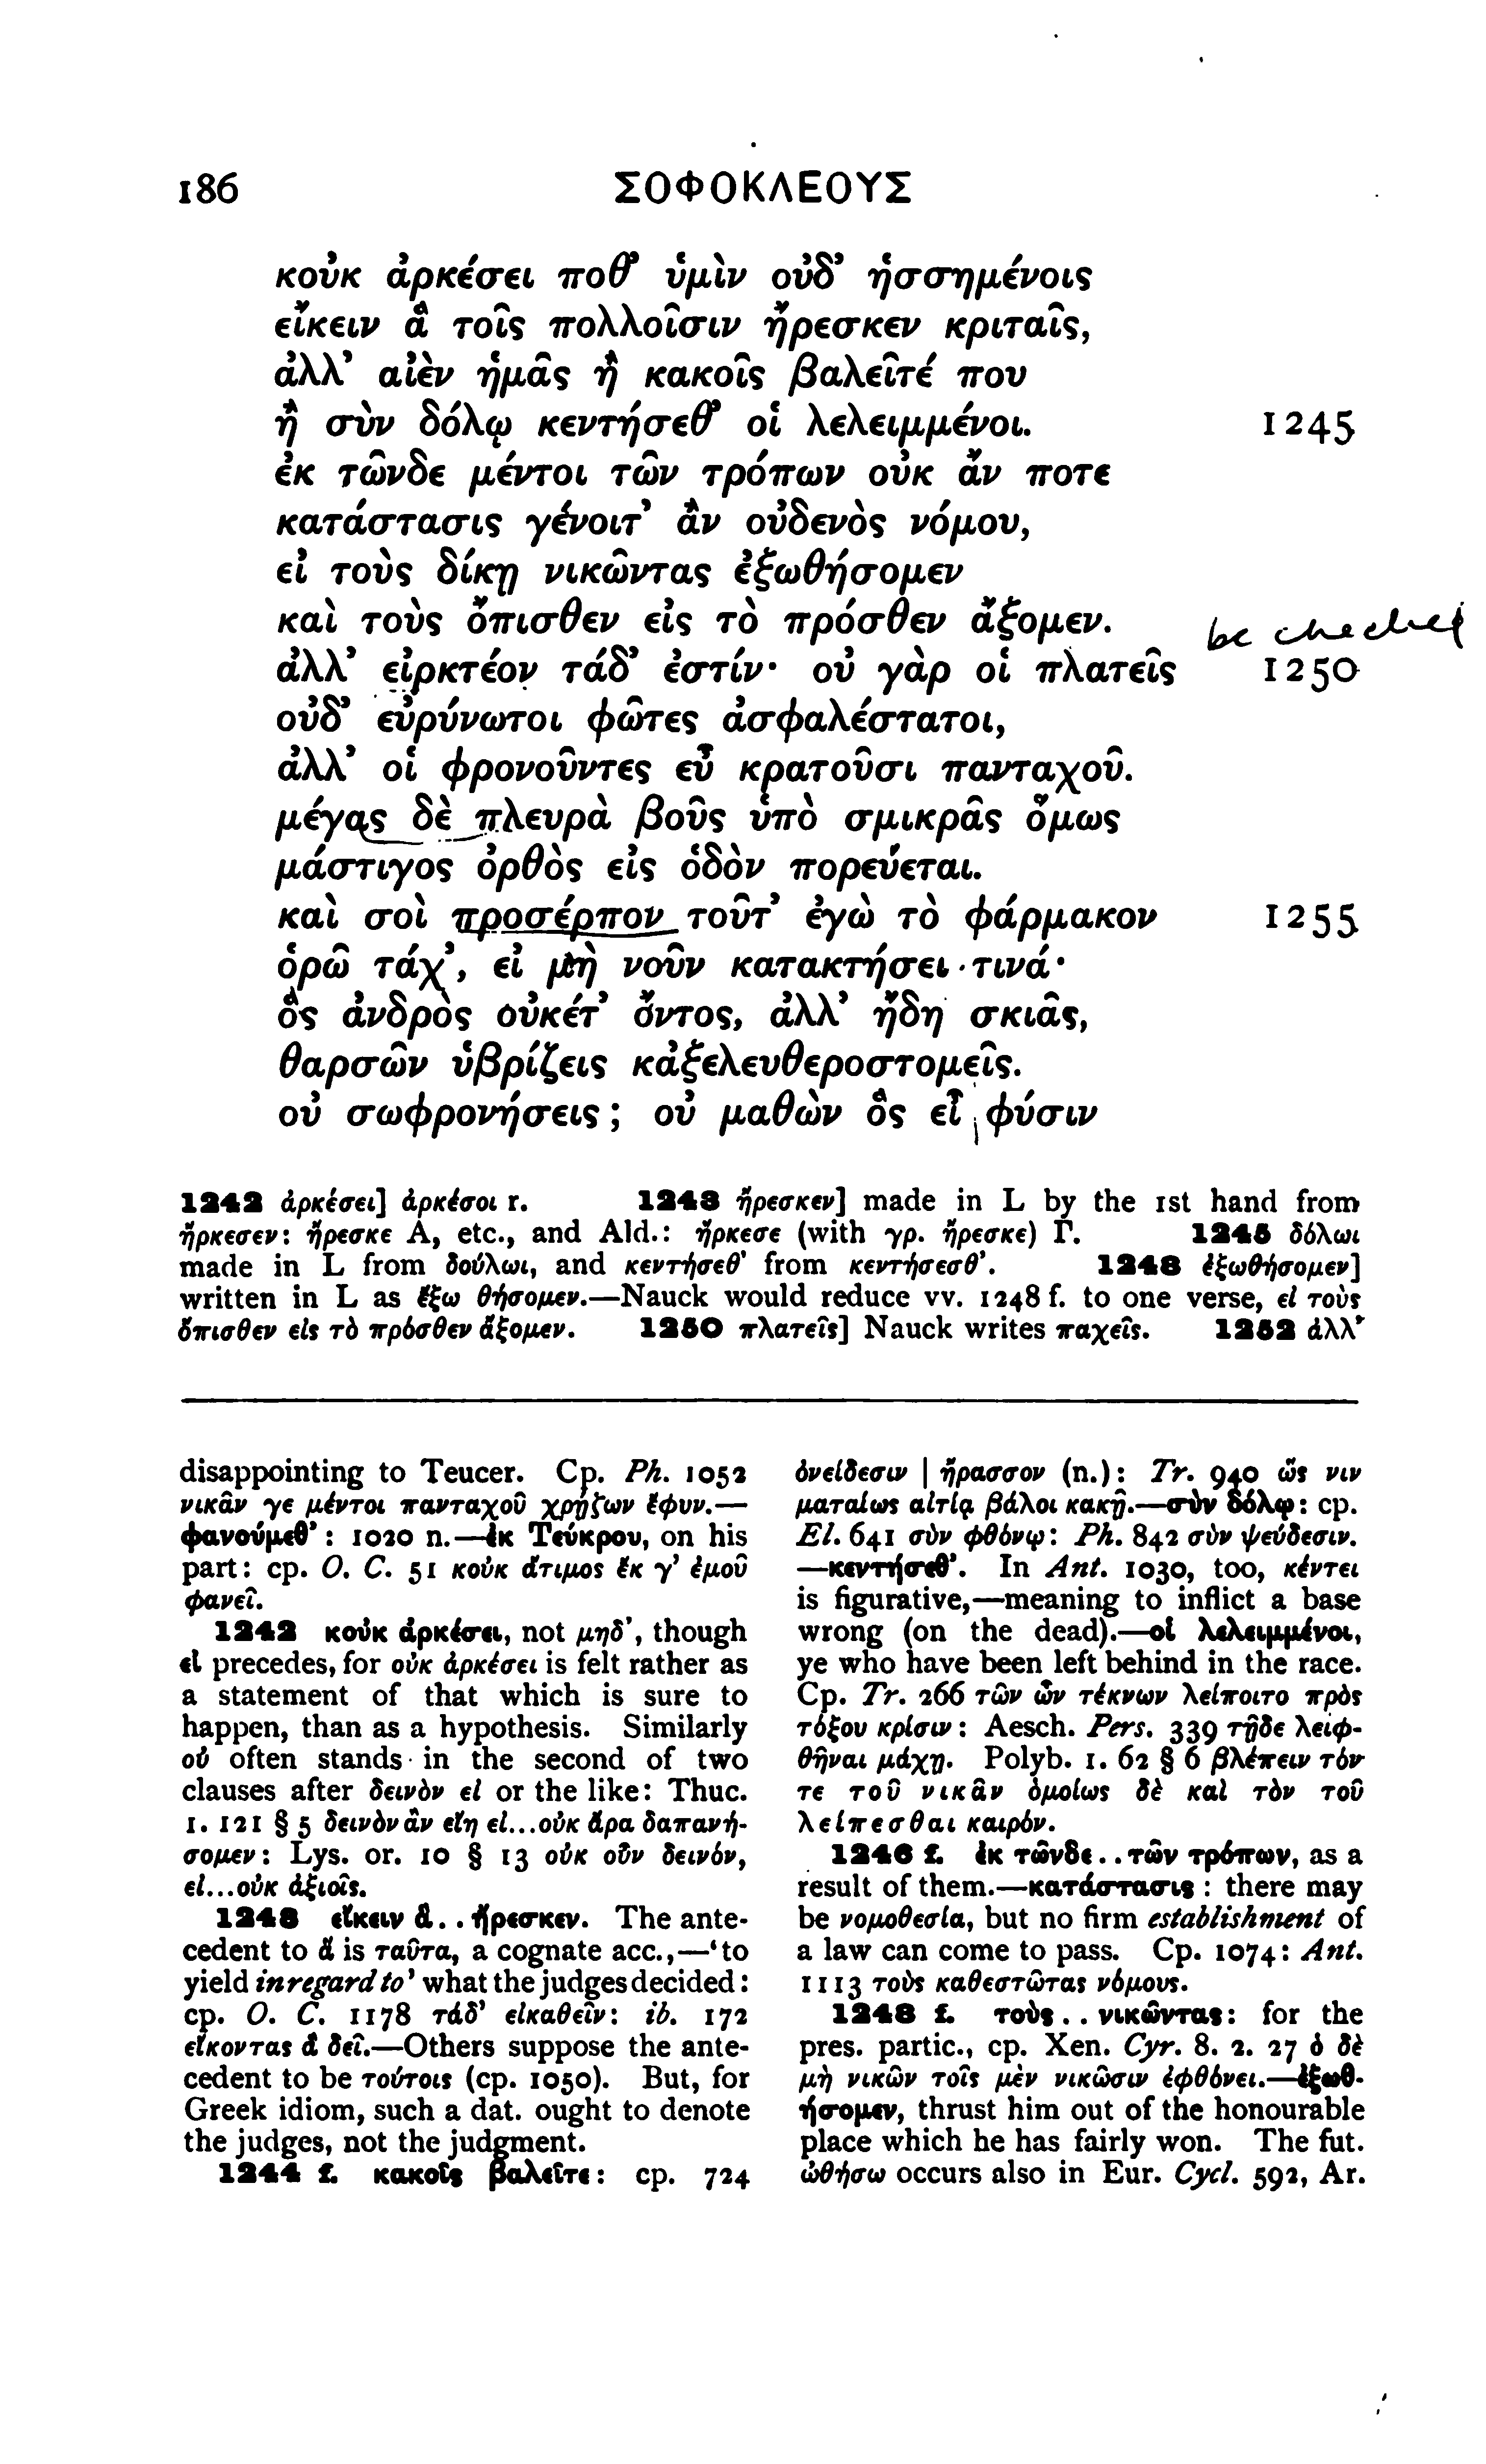 186
ΣΟΦΟΚΛΕΟΥΣ
κοὐκ ἀρκέσει ποθ᾽ ὑμὶν οὐδ᾽ ἡσσημένοις
εἴκειν ἃ τοῖς πολλοῖσιν ἤρεσκεν κριταῖς,
ἀλλ᾽ αἰὲν ἡμᾶς ἢ κακοῖς βαλεῖτέ που
ἢ σὺν δόλῳ κεντήσεθ᾽ οἱ λελειμμένοι. 1245
ἐκ τῶνδε μέντοι τῶν τρόπων οὐκ ἄν ποτε
κατάστασις γένοιτ᾽ ἂν οὐδενὸς νόμου,
εἰ τοὺς δίκῃ νικῶντας ἐξωθήσομεν
καὶ τοὺς ὄπισθεν εἰς τὸ πρόσθεν ἄξομεν.
be checked
ἀλλ᾽ εἰρκτέον τάδ᾽ ἐστίν· οὐ γὰρ οἱ πλατεῖς 1250
οὐδ᾽ εὐρύνωτοι φῶτες ἀσφαλέστατοι,
ἀλλ᾽ οἱ φρονοῦντες εὖ κρατοῦσι πανταχοῦ.
μέγας δὲ πλευρὰ βοῦς ὑπὸ σμικρᾶς ὅμως
μάστιγος ὀρθὸς εἰς ὁδὸν πορεύεται.
καὶ σοὶ προσέρπον τοῦτ᾽ ἐγὼ τὸ φάρμακον 1255
ὁρῶ τάχ᾽, εἰ μὴ νοῦν κατακτήσει τινά·
ὃς ἀνδρὸς οὐκέτ᾽ ὄντος, ἀλλ᾽ ἤδη σκιᾶς,
θαρσῶν ὑβρίζεις κἀξελευθεροστομεῖς.
οὐ σωφρονήσεις; οὐ μαθὼν ὃς εἶ φύσιν
1242 ἀρκέσει] ἀρκέσοι r. 1243 ἤρεσκεν] made in L by the 1st hand from
ἤρκεσεν: ἤρεσκε A, etc., and Ald.: ἤρκεσε (with γρ. ἤρεσκε) Γ. 1245 δόλωι
made in L from δούλωι, and κεντήσεθ᾽ from κεντήσεσθ᾽. 1248 ἐξωθήσομεν]
written in L as ἔξω θήσομεν.—Nauck would reduce vv. 1248 f. to one verse, εἰ τοὺς
ὄπισθεν εἰς τὸ πρόσθεν ἄξομεν. 1250 πλατεῖς] Nauck writes παχεῖς. 1252 ἀλλ᾽
disappointing to Teucer. Cp. Ph. 1052
νικᾶν γε μέντοι πανταχοῦ χρῄζων ἔφυν.—
φανούμεθ᾽: 1020 n.—ἐκ Τεύκρου, on his
part: cp. O. C. 51 κοὐκ ἄτιμος ἔκ γ᾽ ἐμοῦ
φανεῖ.
1242 κοὐκ ἀρκέσει, not μηδ᾽, though
εἰ precedes, for οὐκ ἀρκέσει is felt rather as
a statement of that which is sure to
happen, than as a hypothesis. Similarly
οὐ often stands in the second of two
clauses after δεινὸν εἰ or the like: Thuc.
1. 121 § 5 δεινὸν ἂν εἴη εἰ...οὐκ ἄρα δαπανή-
σομεν: Lys. or. 10 § 13 οὐκ οὖν δεινόν,
εἰ...οὐκ ἀξιοῖς.
1243 εἴκειν ἃ..ἤρεσκεν. The ante-
cedent to ἃ is ταῦτα, a cognate acc.,—‘to
yield in regard to’ what the judges decided:
cp. O. C. 1178 τάδ᾽ εἰκαθεῖν: ib. 172
εἴκοντας ἃ δεῖ.—Others suppose the ante-
cedent to be τούτοις (cp. 1050). But, for
Greek idiom, such a dat. ought to denote
the judges, not the judgment.
1244 f. κακοῖς βαλεῖτε: cp. 724
ὀνείδεσιν | ἤρασσον (n.): Tr. 940 ὥς νιν
ματαίως αἰτίᾳ βάλοι κακῇ.—σὺν δόλῳ: cp.
El. 641 σὺν φθόνῳ: Ph. 842 σὺν ψεύδεσιν.
—κεντήσεθ᾽. In Ant. 1030, too, κέντει
is figurative,—meaning to inflict a base
wrong (on the dead).—οἱ λελειμμένοι,
ye who have been left behind in the race.
Cp. Tr. 266 τῶν ὧν τέκνων λείποιτο πρὸς
τόξου κρίσιν: Aesch. Pers. 339 τῇδε λειφ-
θῆναι μάχῃ. Polyb. 1. 62 § 6 βλέπειν τόν
τε τοῦ νικᾶν ὁμοίως δὲ καὶ τὸν τοῦ
λείπεσθαι καιρόν.
1246 f. ἐκ τῶνδε..τῶν τρόπων, as a
result of them.—κατάστασις: there may
be νομοθεσία, but no firm establishment of
a law can come to pass. Cp. 1074: Ant.
1113 τοὺς καθεστῶτας νόμους.
1248 f. τοὺς..νικῶντας: for the
pres. partic., cp. Xen. Cyr. 8. 2. 27 ὁ δὲ
μὴ νικῶν τοῖς μὲν νικῶσιν ἐφθόνει.—ἐξωθ-
ήσομεν, thrust him out of the honourable
place which he has fairly won. The fut.
ὠθήσω occurs also in Eur. Cycl. 592, Ar.